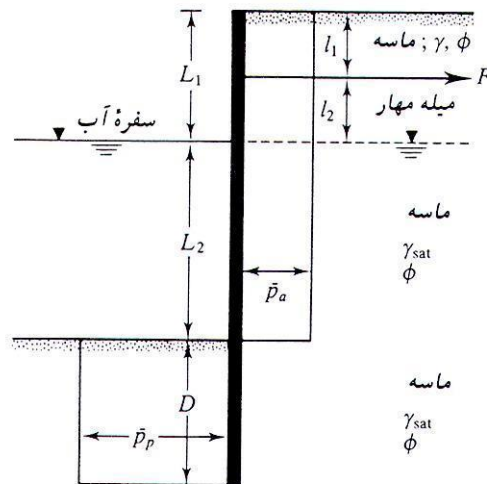 L₁
l₁
ماسه ; γ, φ
F
میله مهار
l₂
سفرهٔ آب
L₂
ماسه
γsat
φ
p̄a
D
p̄p
ماسه
γsat
φ